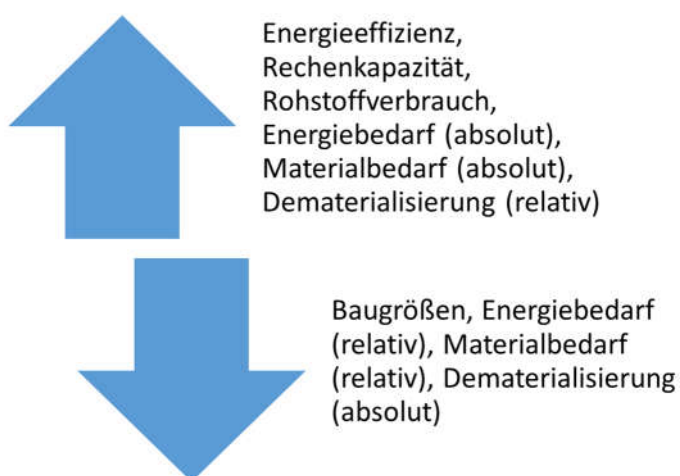 Energieeffizienz,
Rechenkapazität,
Rohstoffverbrauch,
Energiebedarf (absolut),
Materialbedarf (absolut),
Dematerialisierung (relativ)
Baugrößen, Energiebedarf
(relativ), Materialbedarf
(relativ), Dematerialisierung
(absolut)